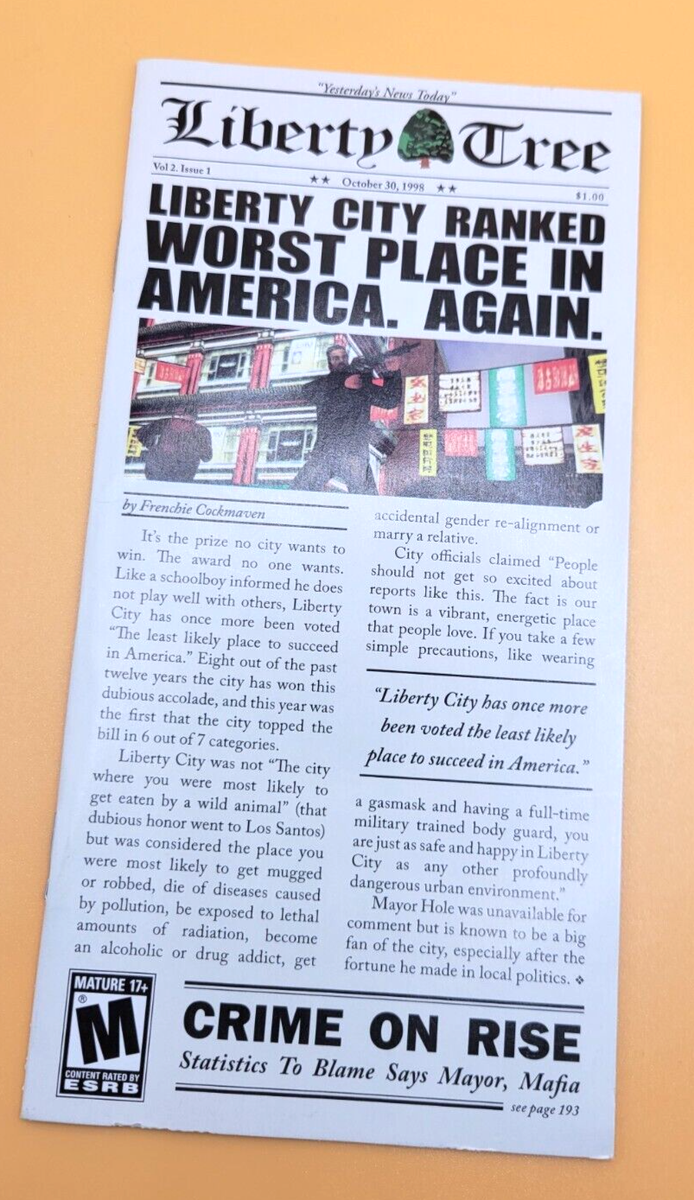 "Yesterday's News Today"
Liberty Tree
Vol 2. Issue 1
★★ October 30, 1998 ★★
$1.00
LIBERTY CITY RANKED
WORST PLACE IN
AMERICA. AGAIN.
by Frenchie Cockmaven
It's the prize no city wants to
win. The award no one wants.
Like a schoolboy informed he does
not play well with others, Liberty
City has once more been voted
"The least likely place to succeed
in America." Eight out of the past
twelve years the city has won this
dubious accolade, and this year was
the first that the city topped the
bill in 6 out of 7 categories.
Liberty City was not "The city
where you were most likely to
get eaten by a wild animal" (that
dubious honor went to Los Santos)
but was considered the place you
were most likely to get mugged
or robbed, die of diseases caused
by pollution, be exposed to lethal
amounts of radiation, become
an alcoholic or drug addict, get
accidental gender re-alignment or
marry a relative.
City officials claimed "People
should not get so excited about
reports like this. The fact is our
town is a vibrant, energetic place
that people love. If you take a few
simple precautions, like wearing
"Liberty City has once more
been voted the least likely
place to succeed in America."
a gasmask and having a full-time
military trained body guard, you
are just as safe and happy in Liberty
City as any other profoundly
dangerous urban environment."
Mayor Hole was unavailable for
comment but is known to be a big
fan of the city, especially after the
fortune he made in local politics. ❖
MATURE 17+
M
®
CONTENT RATED BY
ESRB
CRIME ON RISE
Statistics To Blame Says Mayor, Mafia
see page 193